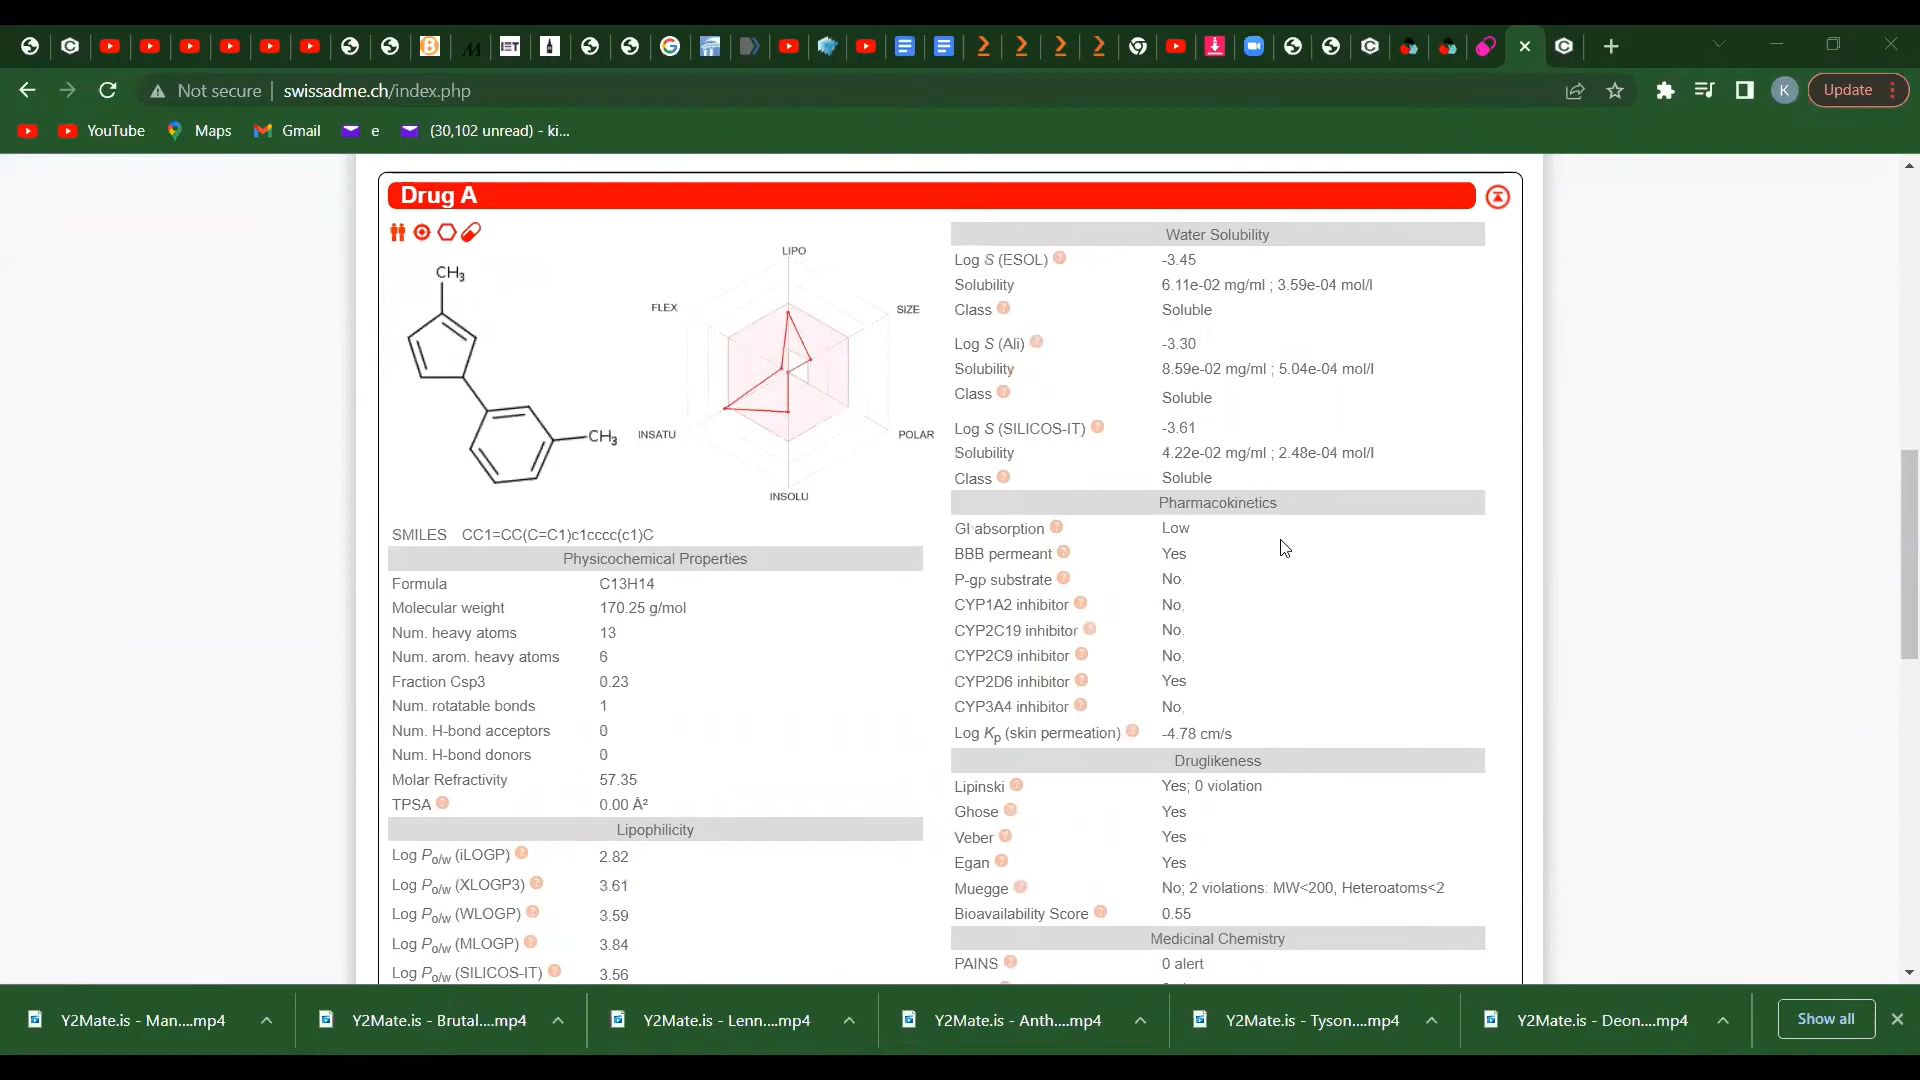 Not secure | swissadme.ch/index.php
K
Update
YouTube
Maps
Gmail
e
(30,102 unread) - ki...
Drug A
CH3
CH3
LIPO
FLEX
SIZE
INSATU
POLAR
INSOLU
SMILES CC1=CC(C=C1)c1cccc(c1)C
Physicochemical Properties
Formula C13H14
Molecular weight 170.25 g/mol
Num. heavy atoms 13
Num. arom. heavy atoms 6
Fraction Csp3 0.23
Num. rotatable bonds 1
Num. H-bond acceptors 0
Num. H-bond donors 0
Molar Refractivity 57.35
TPSA ? 0.00 Å²
Lipophilicity
Log Po/w (iLOGP) ? 2.82
Log Po/w (XLOGP3) ? 3.61
Log Po/w (WLOGP) ? 3.59
Log Po/w (MLOGP) ? 3.84
Log Po/w (SILICOS-IT) ? 3.56
Water Solubility
Log S (ESOL) ? -3.45
Solubility 6.11e-02 mg/ml ; 3.59e-04 mol/l
Class ? Soluble
Log S (Ali) ? -3.30
Solubility 8.59e-02 mg/ml ; 5.04e-04 mol/l
Class ? Soluble
Log S (SILICOS-IT) ? -3.61
Solubility 4.22e-02 mg/ml ; 2.48e-04 mol/l
Class ? Soluble
Pharmacokinetics
GI absorption ? Low
BBB permeant ? Yes
P-gp substrate ? No;
CYP1A2 inhibitor ? No;
CYP2C19 inhibitor ? No;
CYP2C9 inhibitor ? No;
CYP2D6 inhibitor ? Yes
CYP3A4 inhibitor ? No;
Log Kp (skin permeation) ? -4.78 cm/s
Druglikeness
Lipinski ? Yes; 0 violation
Ghose ? Yes
Veber ? Yes
Egan ? Yes
Muegge ? No; 2 violations: MW<200, Heteroatoms<2
Bioavailability Score ? 0.55
Medicinal Chemistry
PAINS ? 0 alert
Y2Mate.is - Man....mp4
Y2Mate.is - Brutal....mp4
Y2Mate.is - Lenn....mp4
Y2Mate.is - Anth....mp4
Y2Mate.is - Tyson....mp4
Y2Mate.is - Deon....mp4
Show all